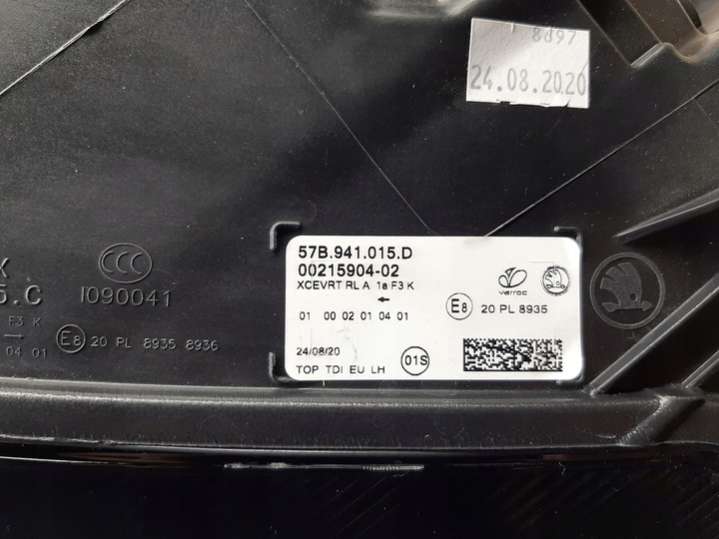 8d97
24.08.2020
57B.941.015.D
00215904-02
XCEVRT RL A 1a F3 K
←
01 00 02 01 04 01
varroc
E8 20 PL 8935
24/08/20
01S
TOP TDI EU LH
CCC
X
5.C
I090041
F3 K
→
04 01
E8 20 PL 8935 8936